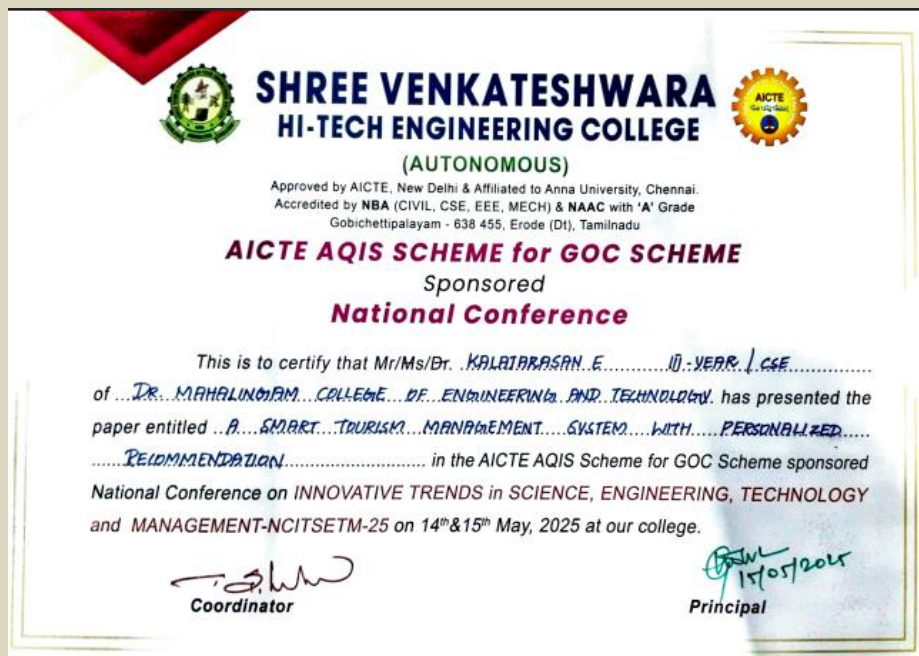 SHREE VENKATESHWARA
HI-TECH ENGINEERING COLLEGE
AICTE
(AUTONOMOUS)
Approved by AICTE, New Delhi & Affiliated to Anna University, Chennai.
Accredited by NBA (CIVIL, CSE, EEE, MECH) & NAAC with 'A' Grade
Gobichettipalayam - 638 455, Erode (Dt), Tamilnadu
AICTE AQIS SCHEME for GOC SCHEME
Sponsored
National Conference
This is to certify that Mr/Ms/Dr. KALAIARASAN E III-YEAR / CSE
of DR. MAHALINGAM COLLEGE OF ENGINEERING AND TECHNOLOGY has presented the
paper entitled A SMART TOURISM MANAGEMENT SYSTEM WITH PERSONALIZED
RECOMMENDATION in the AICTE AQIS Scheme for GOC Scheme sponsored
National Conference on INNOVATIVE TRENDS in SCIENCE, ENGINEERING, TECHNOLOGY
and MANAGEMENT-NCITSETM-25 on 14th&15th May, 2025 at our college.
15/05/2025
Coordinator Principal